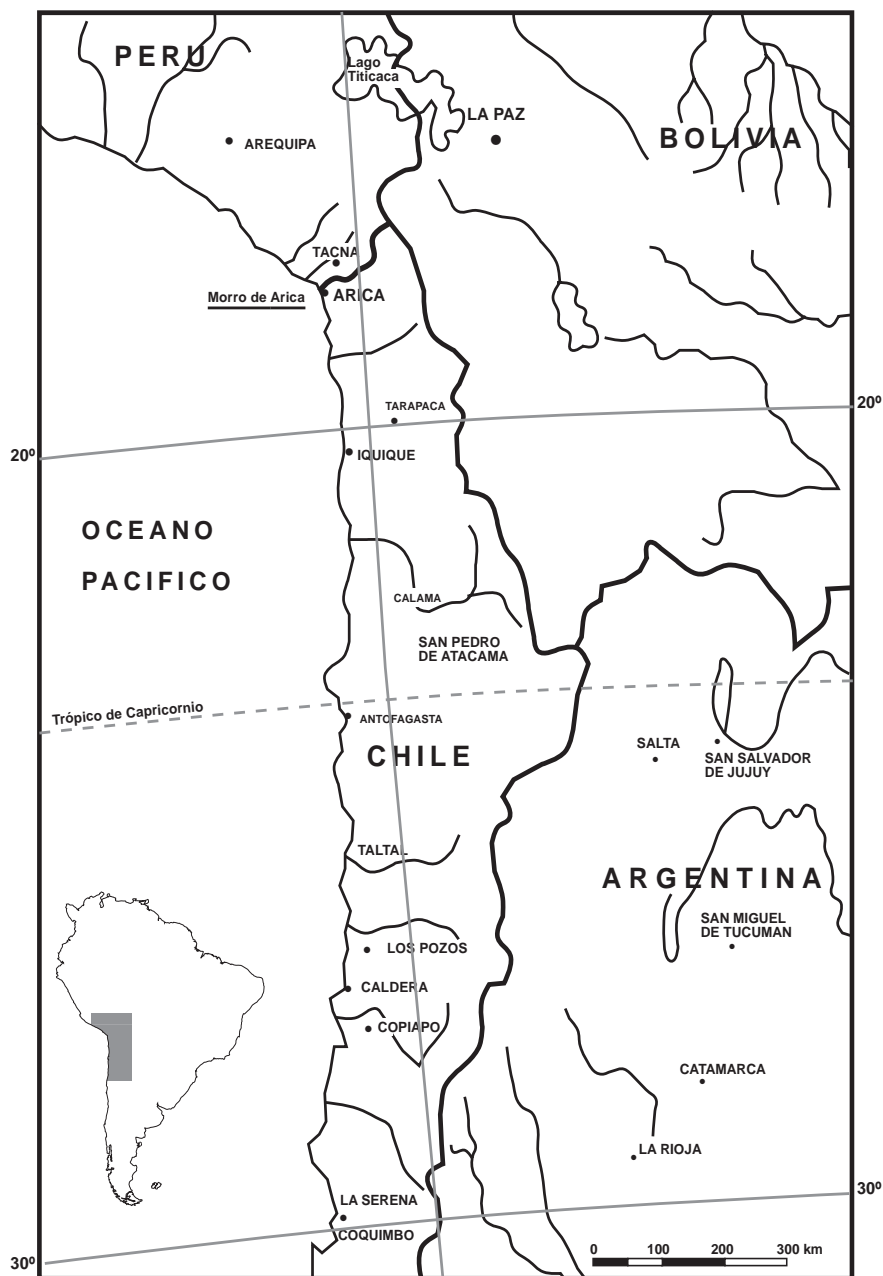 PERU
Lago
Titicaca
LA PAZ
BOLIVIA
AREQUIPA
TACNA
Morro de Arica
ARICA
TARAPACA
20º
20º
IQUIQUE
OCEANO
PACIFICO
CALAMA
SAN PEDRO
DE ATACAMA
Trópico de Capricornio
ANTOFAGASTA
CHILE
SALTA
SAN SALVADOR
DE JUJUY
TALTAL
ARGENTINA
SAN MIGUEL
DE TUCUMAN
LOS POZOS
CALDERA
COPIAPO
CATAMARCA
LA RIOJA
LA SERENA
COQUIMBO
30º
30º
0 100 200 300 km